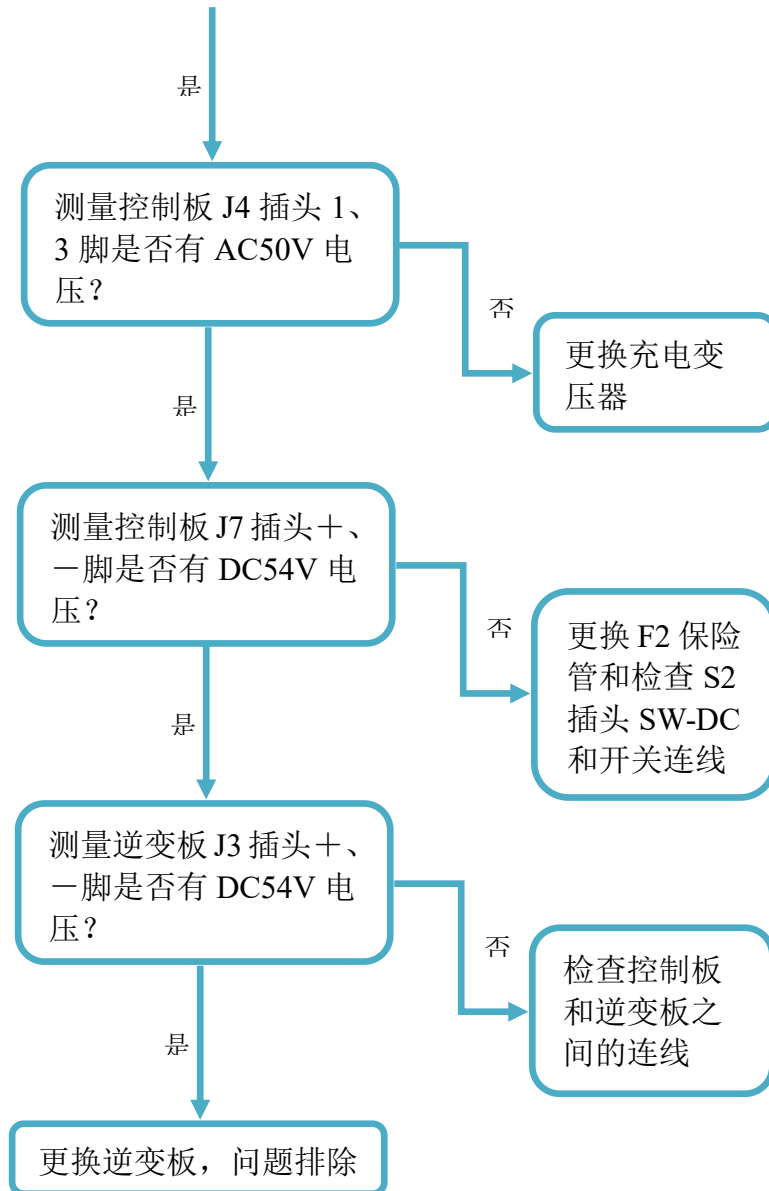 是
测量控制板 J4 插头 1、
3 脚是否有 AC50V 电
压？
否
更换充电变
压器
是
测量控制板 J7 插头＋、
－脚是否有 DC54V 电
压？
否
更换 F2 保险
管和检查 S2
插头 SW-DC
和开关连线
是
测量逆变板 J3 插头＋、
－脚是否有 DC54V 电
压？
否
检查控制板
和逆变板之
间的连线
是
更换逆变板，问题排除